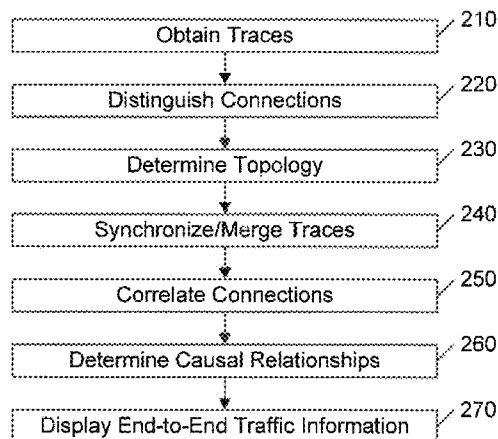 210
Obtain Traces
220
Distinguish Connections
230
Determine Topology
240
Synchronize/Merge Traces
250
Correlate Connections
260
Determine Causal Relationships
270
Display End-to-End Traffic Information